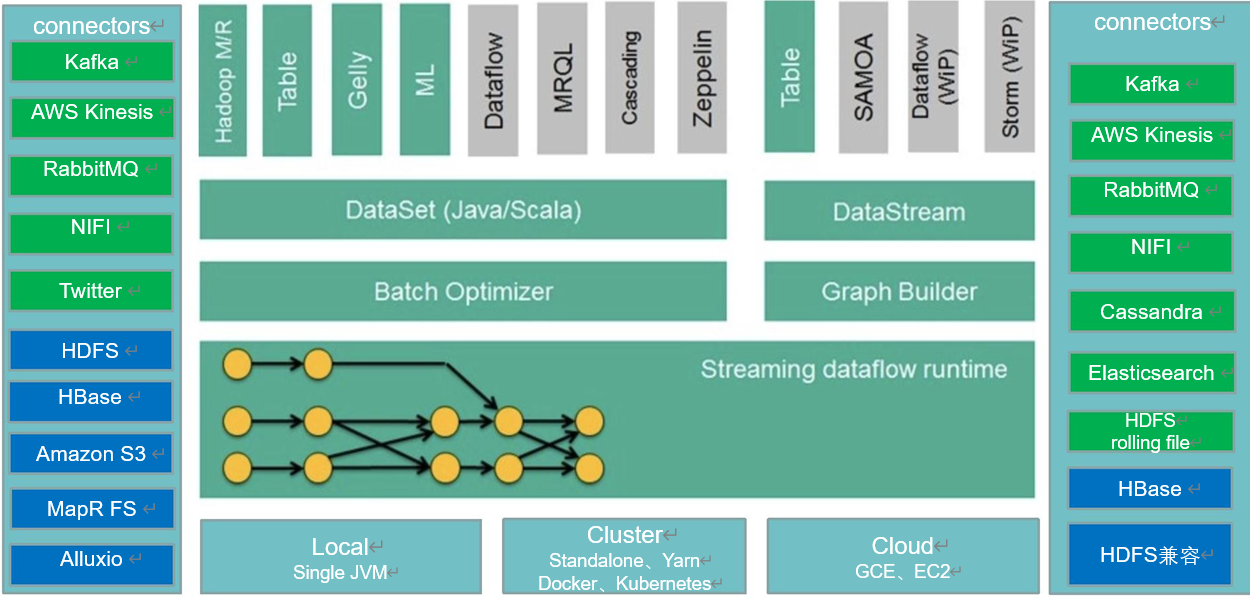 connectors
Kafka
AWS Kinesis
RabbitMQ
NIFI
Twitter
HDFS
HBase
Amazon S3
MapR FS
Alluxio
Hadoop M/R
Table
Gelly
ML
Dataflow
MRQL
Cascading
Zeppelin
Table
SAMOA
Dataflow
(WiP)
Storm (WiP)
DataSet (Java/Scala)
DataStream
Batch Optimizer
Graph Builder
Streaming dataflow runtime
Local
Single JVM
Cluster
Standalone、Yarn
Docker、Kubernetes
Cloud
GCE、EC2
connectors
Kafka
AWS Kinesis
RabbitMQ
NIFI
Cassandra
Elasticsearch
HDFS
rolling file
HBase
HDFS兼容